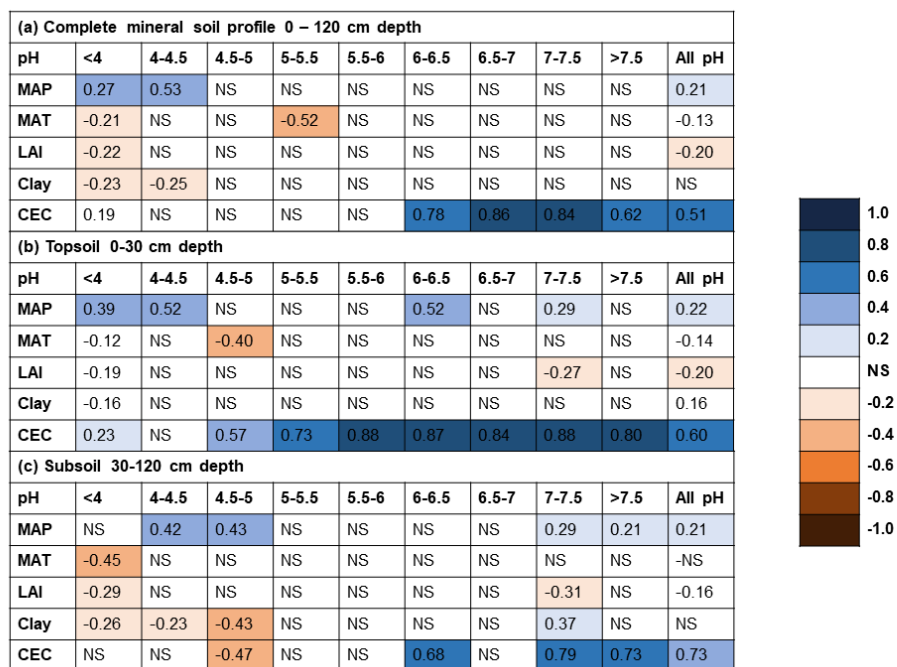 (a) Complete mineral soil profile 0 – 120 cm depth
pH <4 4-4.5 4.5-5 5-5.5 5.5-6 6-6.5 6.5-7 7-7.5 >7.5 All pH
MAP 0.27 0.53 NS NS NS NS NS NS NS 0.21
MAT -0.21 NS NS -0.52 NS NS NS NS NS -0.13
LAI -0.22 NS NS NS NS NS NS NS NS -0.20
Clay -0.23 -0.25 NS NS NS NS NS NS NS NS
CEC 0.19 NS NS NS NS 0.78 0.86 0.84 0.62 0.51
(b) Topsoil 0-30 cm depth
pH <4 4-4.5 4.5-5 5-5.5 5.5-6 6-6.5 6.5-7 7-7.5 >7.5 All pH
MAP 0.39 0.52 NS NS NS 0.52 NS 0.29 NS 0.22
MAT -0.12 NS -0.40 NS NS NS NS NS NS -0.14
LAI -0.19 NS NS NS NS NS NS -0.27 NS -0.20
Clay -0.16 NS NS NS NS NS NS NS NS 0.16
CEC 0.23 NS 0.57 0.73 0.88 0.87 0.84 0.88 0.80 0.60
(c) Subsoil 30-120 cm depth
pH <4 4-4.5 4.5-5 5-5.5 5.5-6 6-6.5 6.5-7 7-7.5 >7.5 All pH
MAP NS 0.42 0.43 NS NS NS NS 0.29 0.21 0.21
MAT -0.45 NS NS NS NS NS NS NS NS -NS
LAI -0.29 NS NS NS NS NS NS -0.31 NS -0.16
Clay -0.26 -0.23 -0.43 NS NS NS NS 0.37 NS NS
CEC NS NS -0.47 NS NS 0.68 NS 0.79 0.73 0.73
1.0
0.8
0.6
0.4
0.2
NS
-0.2
-0.4
-0.6
-0.8
-1.0